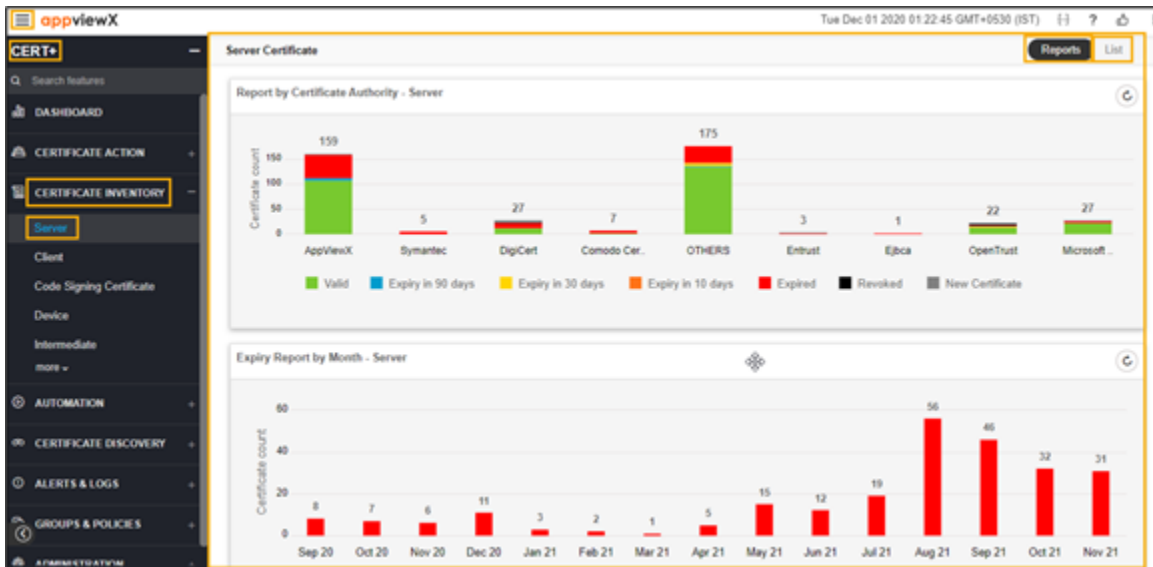 appviewX
Tue Dec 01 2020 01:22:45 GMT+0530 (IST)
?
CERT+
Search features
DASHBOARD
CERTIFICATE ACTION +
CERTIFICATE INVENTORY −
Server
Client
Code Signing Certificate
Device
Intermediate
more
AUTOMATION +
CERTIFICATE DISCOVERY +
ALERTS & LOGS +
GROUPS & POLICIES +
ADMINISTRATION
Server Certificate
Reports List
Report by Certificate Authority - Server
Certificate count
150
100
50
0
159 5 27 7 175 3 1 22 27
AppViewX Symantec DigiCert Comodo Cer.. OTHERS Entrust Ejbca OpenTrust Microsoft ..
Valid Expiry in 90 days Expiry in 30 days Expiry in 10 days Expired Revoked New Certificate
Expiry Report by Month - Server
Certificate count
60
40
20
0
8 7 6 11 3 2 1 5 15 12 19 56 46 32 31
Sep 20 Oct 20 Nov 20 Dec 20 Jan 21 Feb 21 Mar 21 Apr 21 May 21 Jun 21 Jul 21 Aug 21 Sep 21 Oct 21 Nov 21